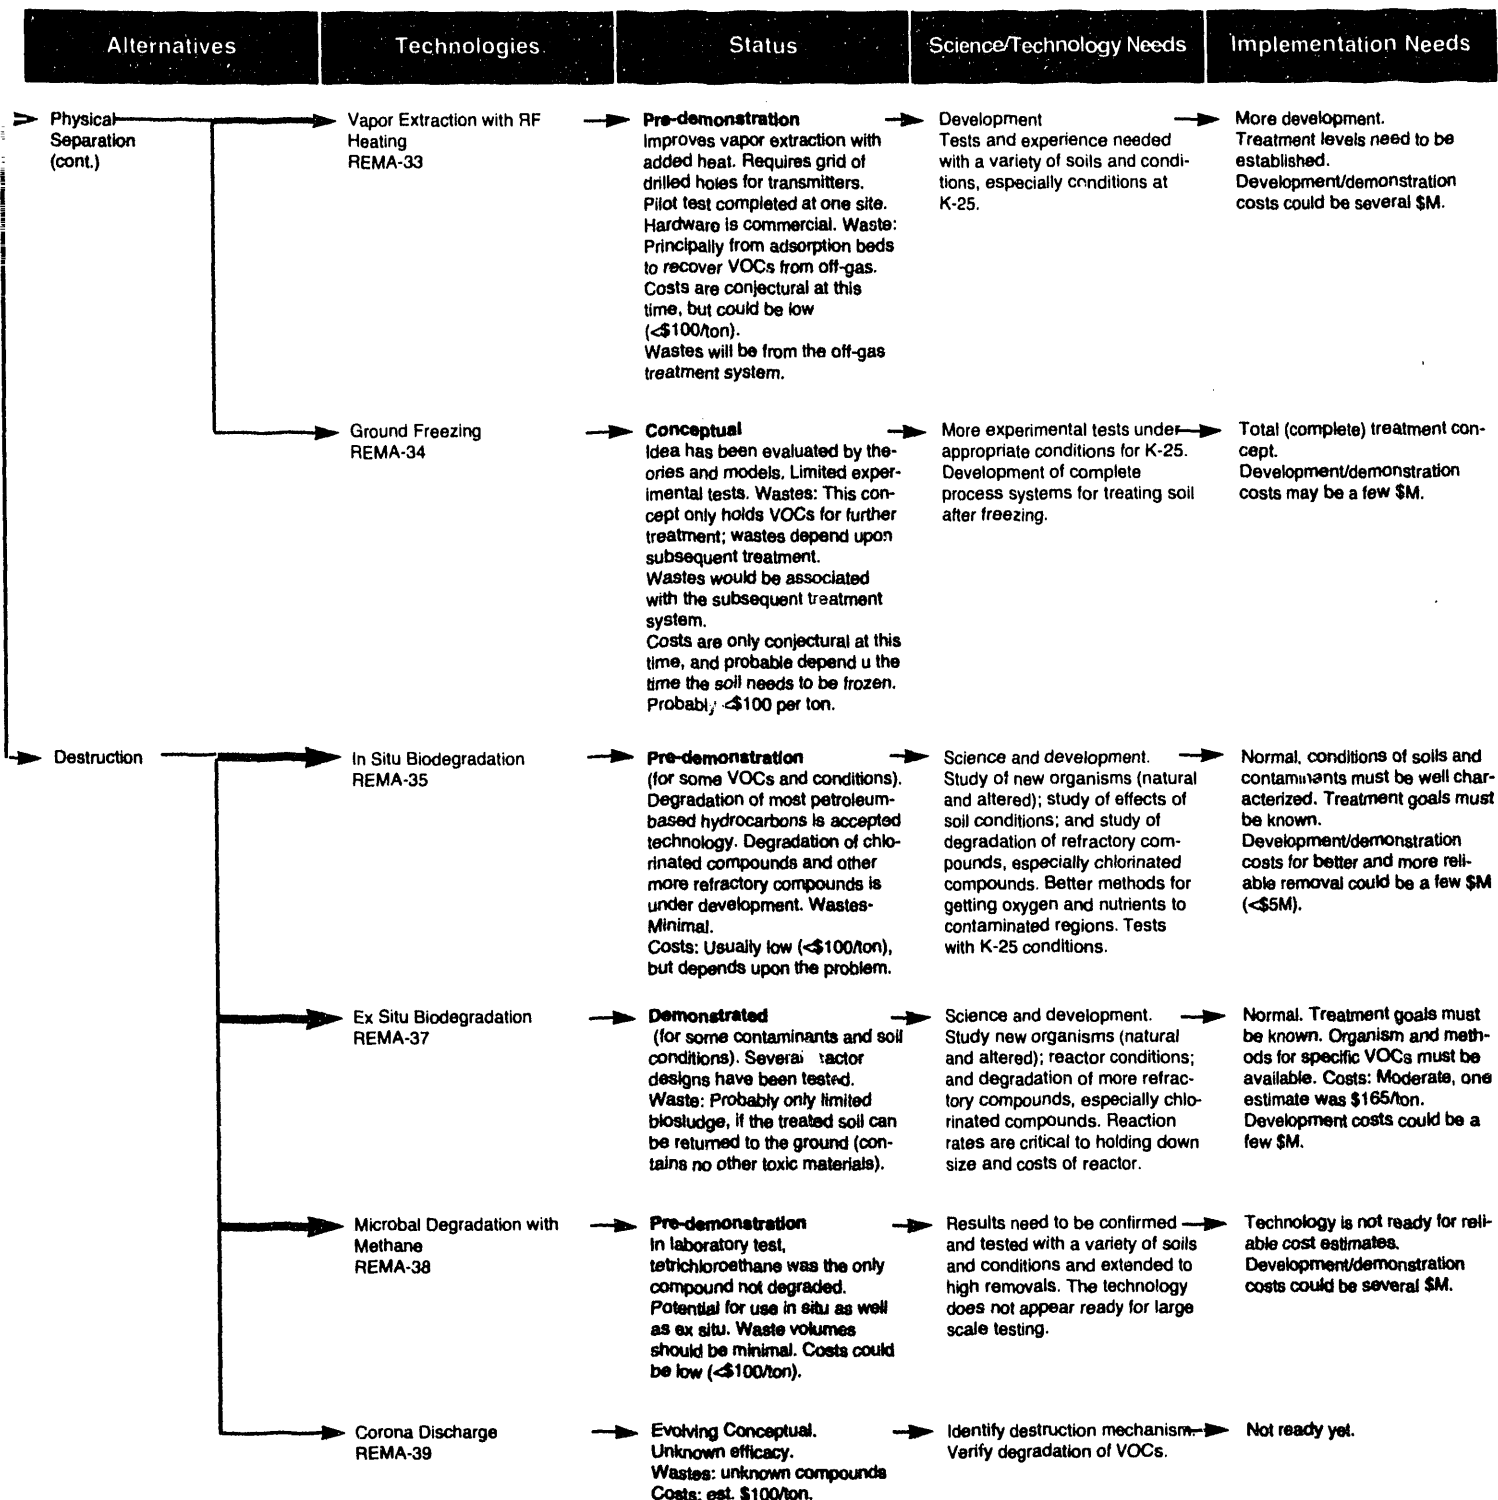 Alternatives
Technologies
Status
Science/Technology Needs
Implementation Needs
Physical
Separation
(cont.)
Vapor Extraction with RF
Heating
REMA-33
Pre-demonstration
Improves vapor extraction with
added heat. Requires grid of
drilled holes for transmitters.
Pilot test completed at one site.
Hardware is commercial. Waste:
Principally from adsorption beds
to recover VOCs from off-gas.
Costs are conjectural at this
time, but could be low
(<$100/ton).
Wastes will be from the off-gas
treatment system.
Development
Tests and experience needed
with a variety of soils and condi-
tions, especially conditions at
K-25.
More development.
Treatment levels need to be
established.
Development/demonstration
costs could be several $M.
Ground Freezing
REMA-34
Conceptual
Idea has been evaluated by the-
ories and models. Limited exper-
imental tests. Wastes: This con-
cept only holds VOCs for further
treatment; wastes depend upon
subsequent treatment.
Wastes would be associated
with the subsequent treatment
system.
Costs are only conjectural at this
time, and probable depend u the
time the soil needs to be frozen.
Probably <$100 per ton.
More experimental tests under
appropriate conditions for K-25.
Development of complete
process systems for treating soil
after freezing.
Total (complete) treatment con-
cept.
Development/demonstration
costs may be a few $M.
Destruction
In Situ Biodegradation
REMA-35
Pre-demonstration
(for some VOCs and conditions).
Degradation of most petroleum-
based hydrocarbons is accepted
technology. Degradation of chlo-
rinated compounds and other
more refractory compounds is
under development. Wastes-
Minimal.
Costs: Usually low (<$100/ton),
but depends upon the problem.
Science and development.
Study of new organisms (natural
and altered); study of effects of
soil conditions; and study of
degradation of refractory com-
pounds, especially chlorinated
compounds. Better methods for
getting oxygen and nutrients to
contaminated regions. Tests
with K-25 conditions.
Normal, conditions of soils and
contaminants must be well char-
acterized. Treatment goals must
be known.
Development/demonstration
costs for better and more reli-
able removal could be a few $M
(<$5M).
Ex Situ Biodegradation
REMA-37
Demonstrated
(for some contaminants and soil
conditions). Several
designs have been tested.
Waste: Probably only limited
biosludge, if the treated soil can
be returned to the ground (con-
tains no other toxic materials).
Science and development.
Study new organisms (natural
and altered); reactor conditions;
and degradation of more refrac-
tory compounds, especially chlo-
rinated compounds. Reaction
rates are critical to holding down
size and costs of reactor.
Normal. Treatment goals must
be known. Organism and meth-
ods for specific VOCs must be
available. Costs: Moderate, one
estimate was $165/ton.
Development costs could be a
few $M.
Microbal Degradation with
Methane
REMA-38
Pre-demonstration
In laboratory test,
tetrichloroethane was the only
compound not degraded.
Potential for use in situ as well
as ex situ. Waste volumes
should be minimal. Costs could
be low (<$100/ton).
Results need to be confirmed
and tested with a variety of soils
and conditions and extended to
high removals. The technology
does not appear ready for large
scale testing.
Technology is not ready for reli-
able cost estimates.
Development/demonstration
costs could be several $M.
Corona Discharge
REMA-39
Evolving Conceptual.
Unknown efficacy.
Wastes: unknown compounds
Costs: est. $100/ton.
Identify destruction mechanism.
Verify degradation of VOCs.
Not ready yet.